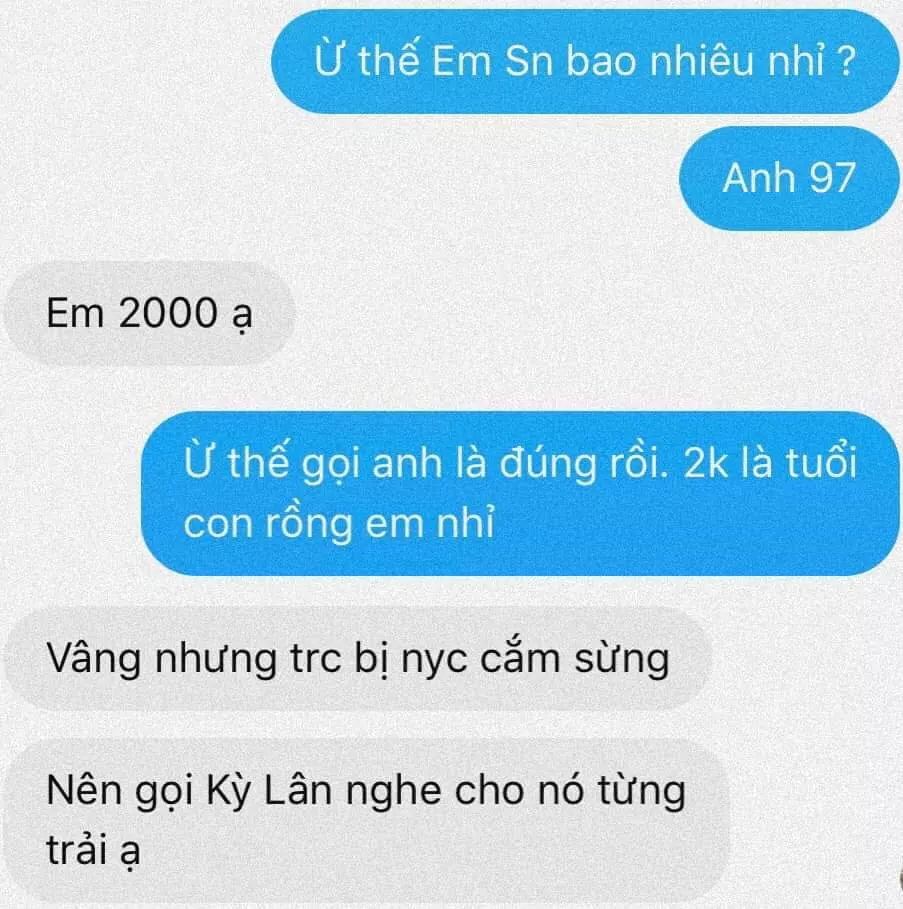 Ừ thế Em Sn bao nhiêu nhỉ ?
Anh 97
Em 2000 ạ
Ừ thế gọi anh là đúng rồi. 2k là tuổi
con rồng em nhỉ
Vâng nhưng trc bị nyc cắm sừng
Nên gọi Kỳ Lân nghe cho nó từng
trải ạ